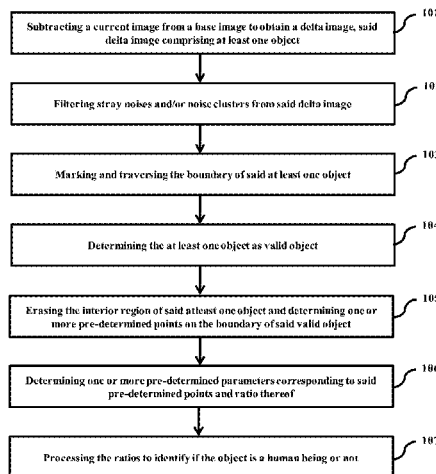 Subtracting a current image from a base image to obtain a delta image, said
delta image comprising at least one object
Filtering stray noises and/or noise clusters from said delta image
103
Marking and traversing the boundary of said at least one object
104
Determining the at least one object as valid object
105
Erasing the interior region of said atleast one object and determining one or
more pre-determined points on the boundary of said valid object
106
Determining one or more pre-determined parameters corresponding to said
pre-determined points and ratio thereof
107
Processing the ratios to identify if the object is a human being or not